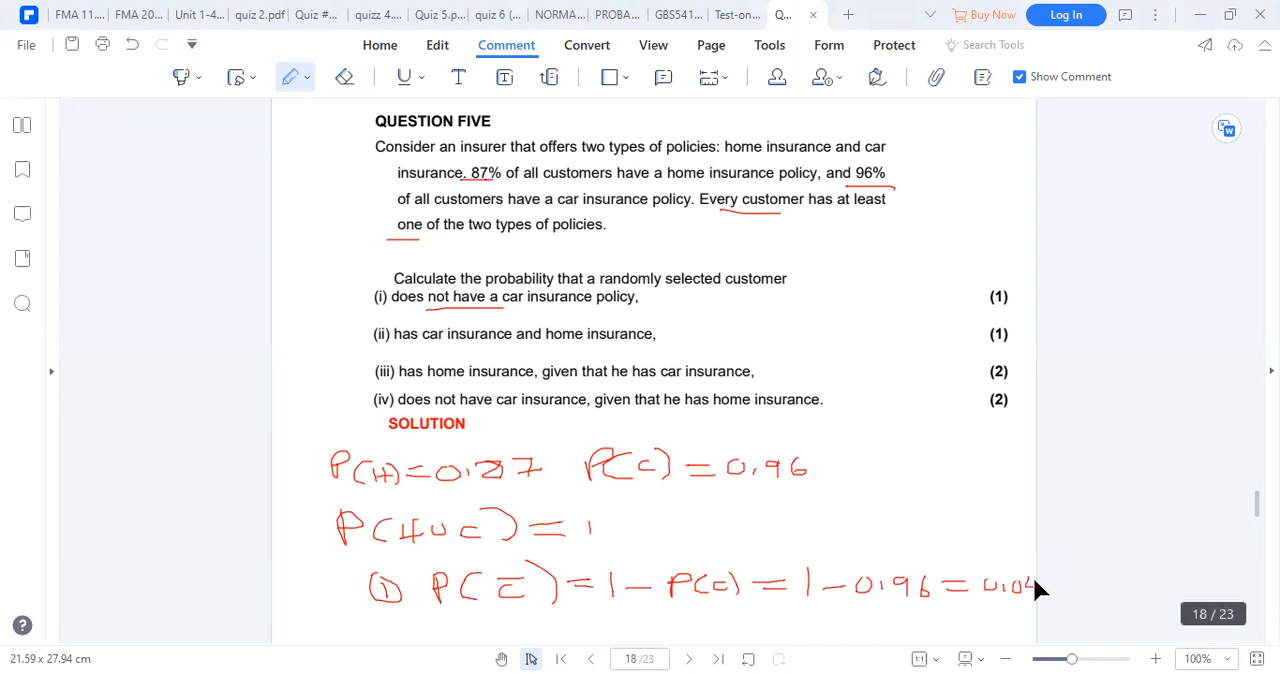 FMA 11.... FMA 20... Unit 1-4... quiz 2.pdf Quiz #... quizz 4.... Quiz 5.p... quiz 6 (... NORMA... PROBA... GBS541... Test-on... Q... Buy Now Log In
File Home Edit Comment Convert View Page Tools Form Protect Search Tools
Show Comment
QUESTION FIVE
Consider an insurer that offers two types of policies: home insurance and car
insurance. 87% of all customers have a home insurance policy, and 96%
of all customers have a car insurance policy. Every customer has at least
one of the two types of policies.
Calculate the probability that a randomly selected customer
(i) does not have a car insurance policy, (1)
(ii) has car insurance and home insurance, (1)
(iii) has home insurance, given that he has car insurance, (2)
(iv) does not have car insurance, given that he has home insurance. (2)
SOLUTION
P(H)=0.87 P(C)=0.96
P(HUC)=1
(1) P(C̅)=1-P(C)=1-0.96=0.04
18 / 23
21.59 x 27.94 cm 18 /23 1:1 100%